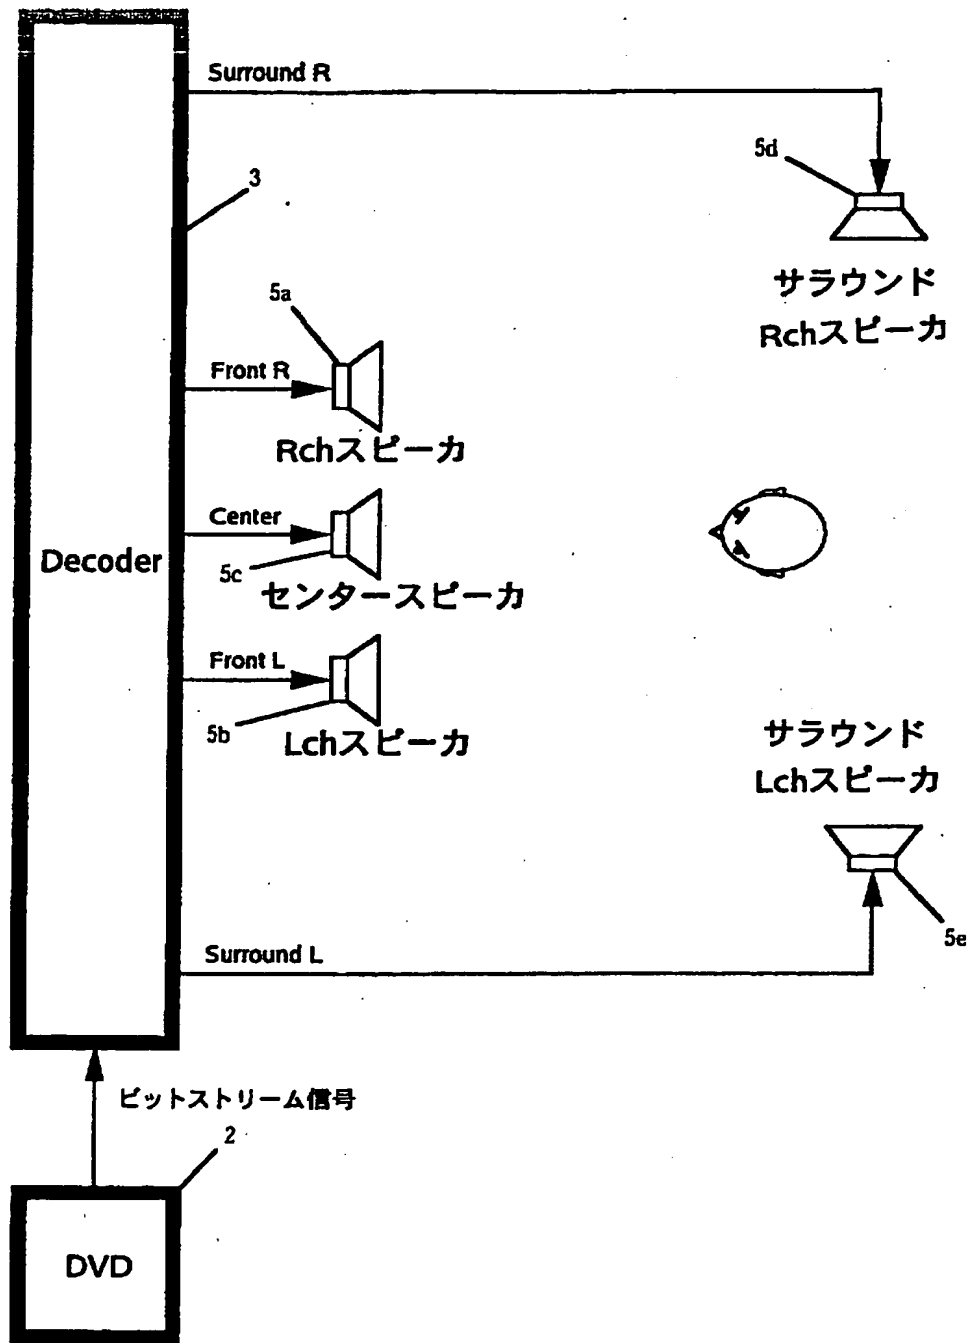 Surround R
5d
3
サラウンド
Rchスピーカ
5a
Front R
Rchスピーカ
Center
Decoder
5c
センタースピーカ
Front L
5b
Lchスピーカ
サラウンド
Lchスピーカ
5e
Surround L
ビットストリーム信号
2
DVD